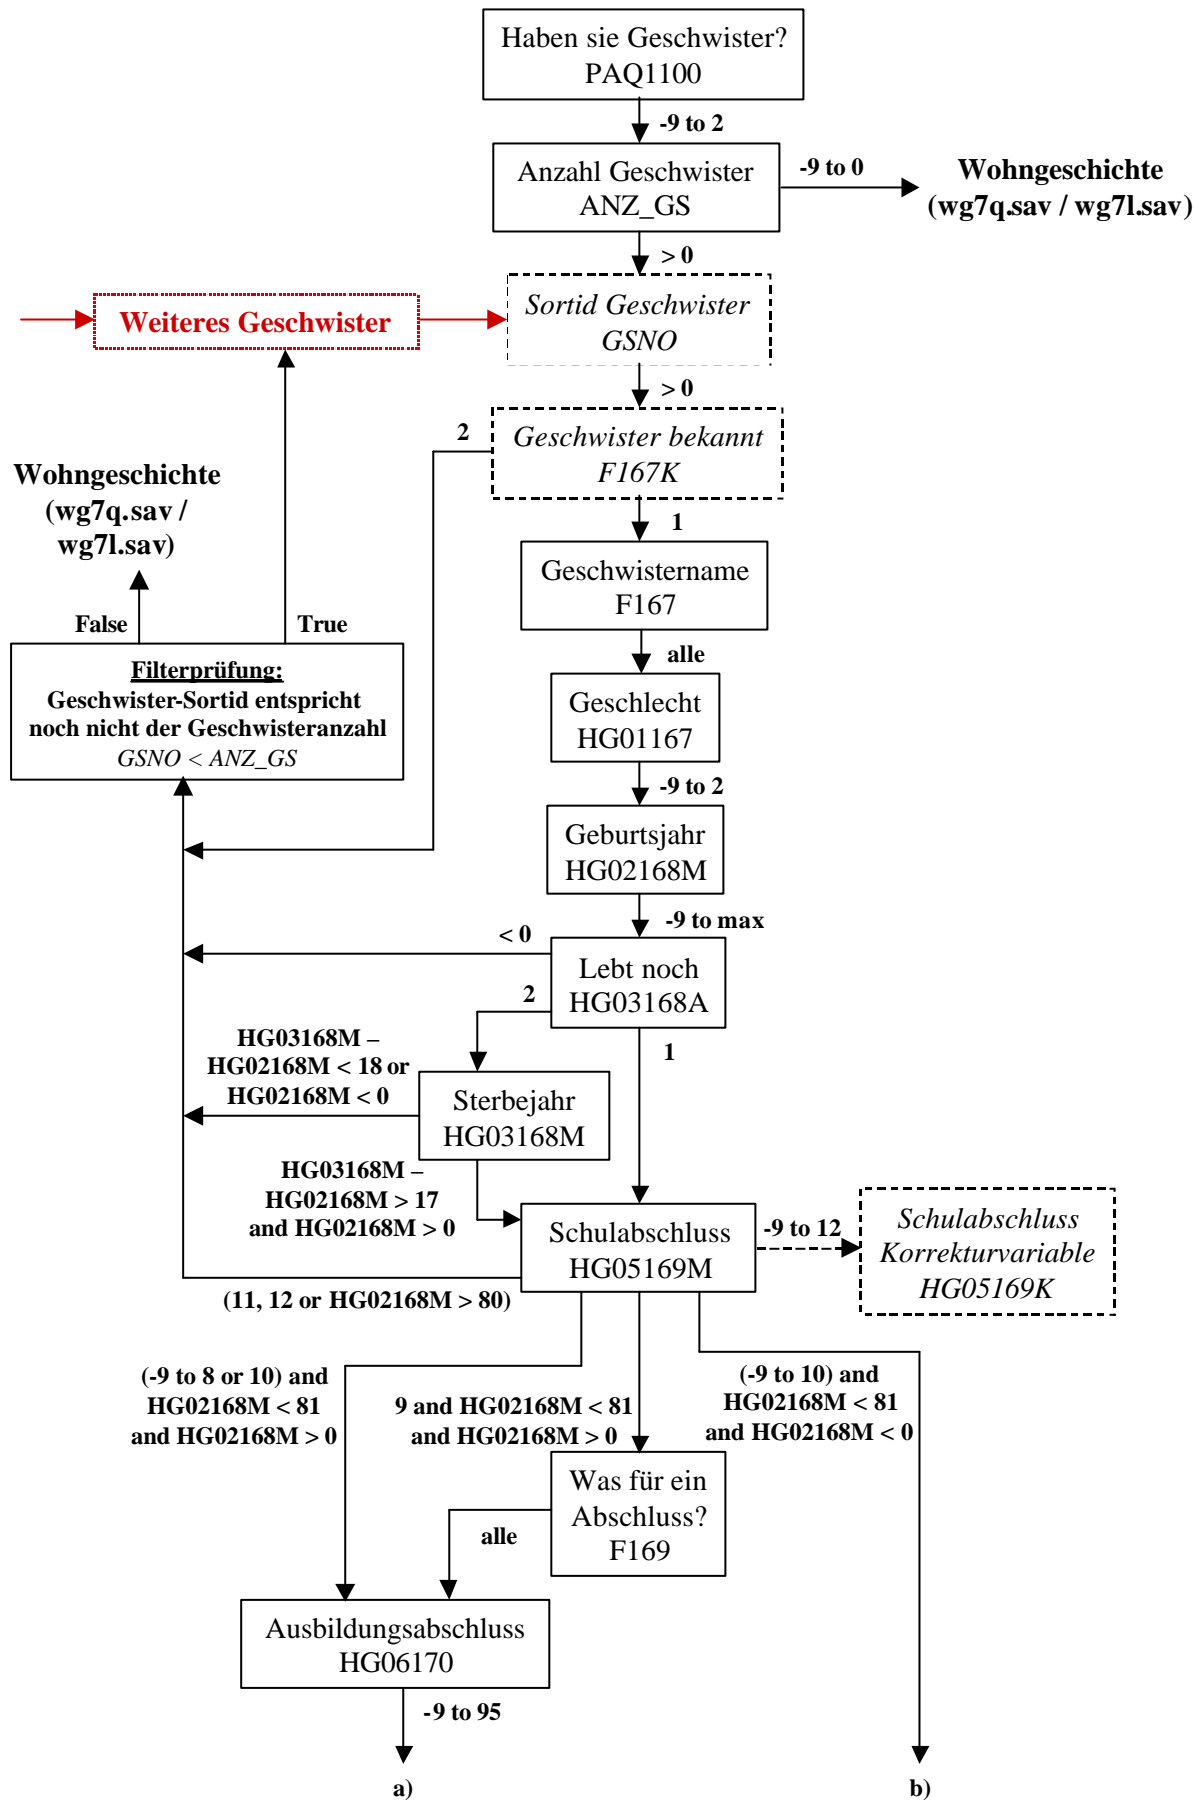 Haben sie Geschwister?
PAQ1100
-9 to 2
Anzahl Geschwister
ANZ_GS
-9 to 0
Wohngeschichte
(wg7q.sav / wg7l.sav)
> 0
Weiteres Geschwister
Sortid Geschwister
GSNO
> 0
2
Geschwister bekannt
F167K
Wohngeschichte
(wg7q.sav /
wg7l.sav)
1
Geschwistername
F167
False
True
alle
Filterprüfung:
Geschwister-Sortid entspricht
noch nicht der Geschwisteranzahl
GSNO < ANZ_GS
Geschlecht
HG01167
-9 to 2
Geburtsjahr
HG02168M
-9 to max
< 0
Lebt noch
HG03168A
2
1
HG03168M –
HG02168M < 18 or
HG02168M < 0
Sterbejahr
HG03168M
HG03168M –
HG02168M > 17
and HG02168M > 0
Schulabschluss
HG05169M
-9 to 12
Schulabschluss
Korrekturvariable
HG05169K
(11, 12 or HG02168M > 80)
(-9 to 8 or 10) and
HG02168M < 81
and HG02168M > 0
9 and HG02168M < 81
and HG02168M > 0
(-9 to 10) and
HG02168M < 81
and HG02168M < 0
Was für ein
Abschluss?
F169
alle
Ausbildungsabschluss
HG06170
-9 to 95
a)
b)